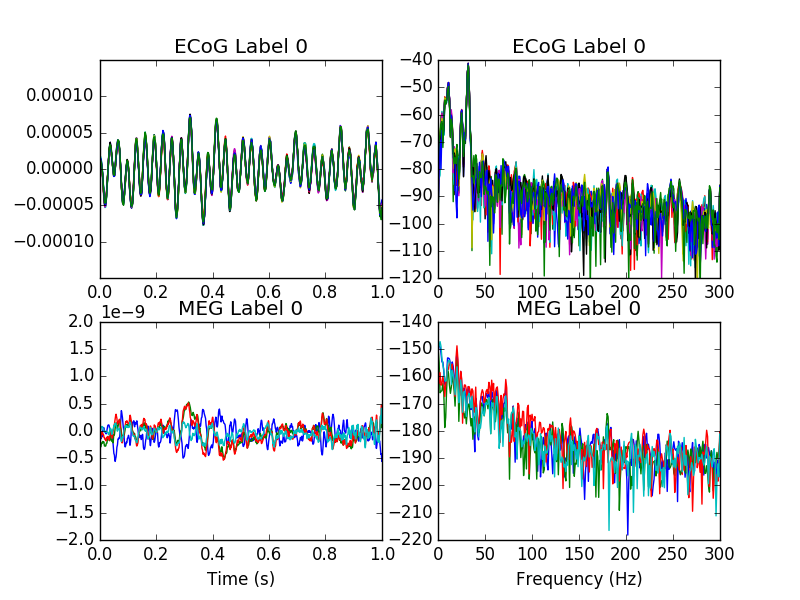 ECoG Label 0
0.00010
0.00005
0.00000
−0.00005
−0.00010
0.0 0.2 0.4 0.6 0.8 1.0
ECoG Label 0
−40
−50
−60
−70
−80
−90
−100
−110
−120
0 50 100 150 200 250 300
1e−9
MEG Label 0
2.0
1.5
1.0
0.5
0.0
−0.5
−1.0
−1.5
−2.0
0.0 0.2 0.4 0.6 0.8 1.0
Time (s)
MEG Label 0
−140
−150
−160
−170
−180
−190
−200
−210
−220
0 50 100 150 200 250 300
Frequency (Hz)